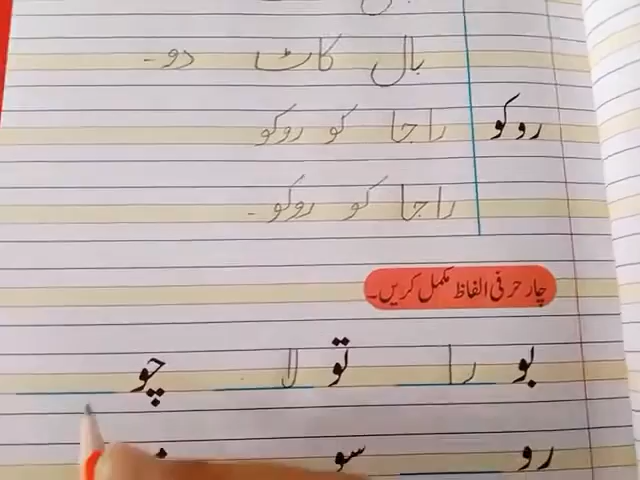 بال کاٹ دو۔
روکو راجا کو روکو
راجا کو روکو۔
چار حرفی الفاظ مکمل کریں۔
بو را تو لا چو
رو سو